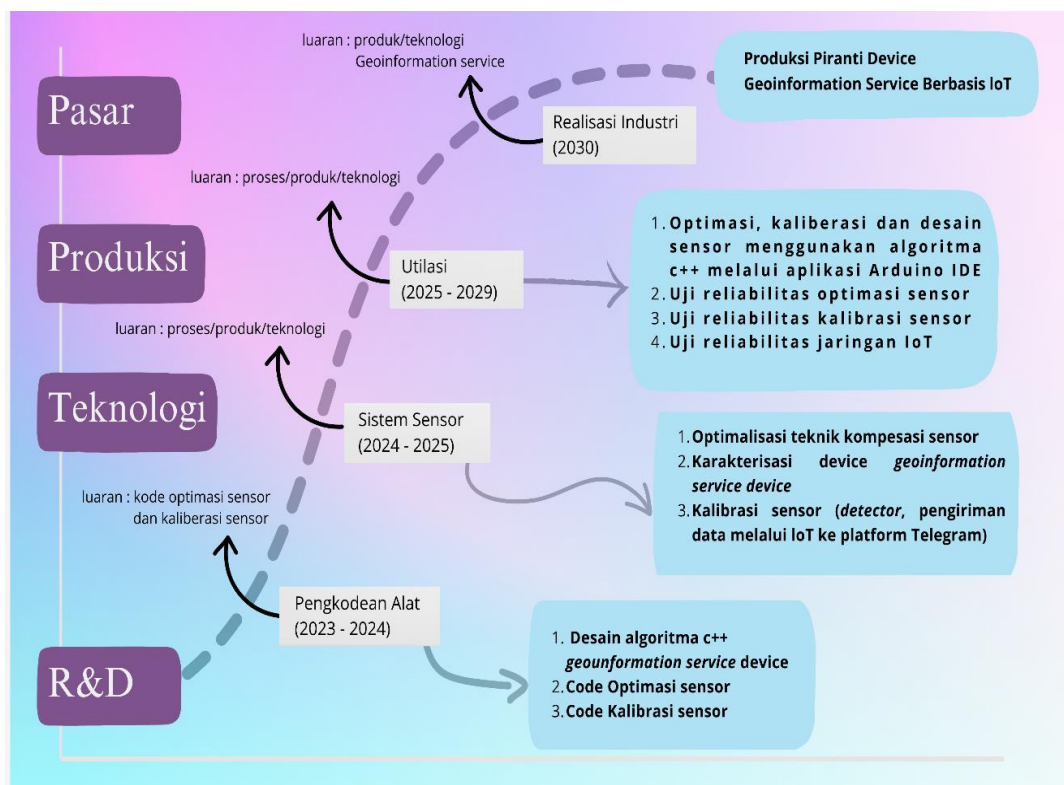 luaran : produk/teknologi
Geoinformation service
Produksi Piranti Device
Geoinformation Service Berbasis IoT
Pasar
Realisasi Industri
(2030)
luaran : proses/produk/teknologi
Produksi
Utilasi
(2025 - 2029)
1. Optimasi, kaliberasi dan desain
sensor menggunakan algoritma
c++ melalui aplikasi Arduino IDE
2. Uji reliabilitas optimasi sensor
3. Uji reliabilitas kalibrasi sensor
4. Uji reliabilitas jaringan IoT
luaran : proses/produk/teknologi
Teknologi
Sistem Sensor
(2024 - 2025)
1. Optimalisasi teknik kompesasi sensor
2. Karakterisasi device geoinformation
service device
3. Kalibrasi sensor (detector, pengiriman
data melalui IoT ke platform Telegram)
luaran : kode optimasi sensor
dan kaliberasi sensor
Pengkodean Alat
(2023 - 2024)
1. Desain algoritma c++
geounformation service device
2. Code Optimasi sensor
3. Code Kalibrasi sensor
R&D